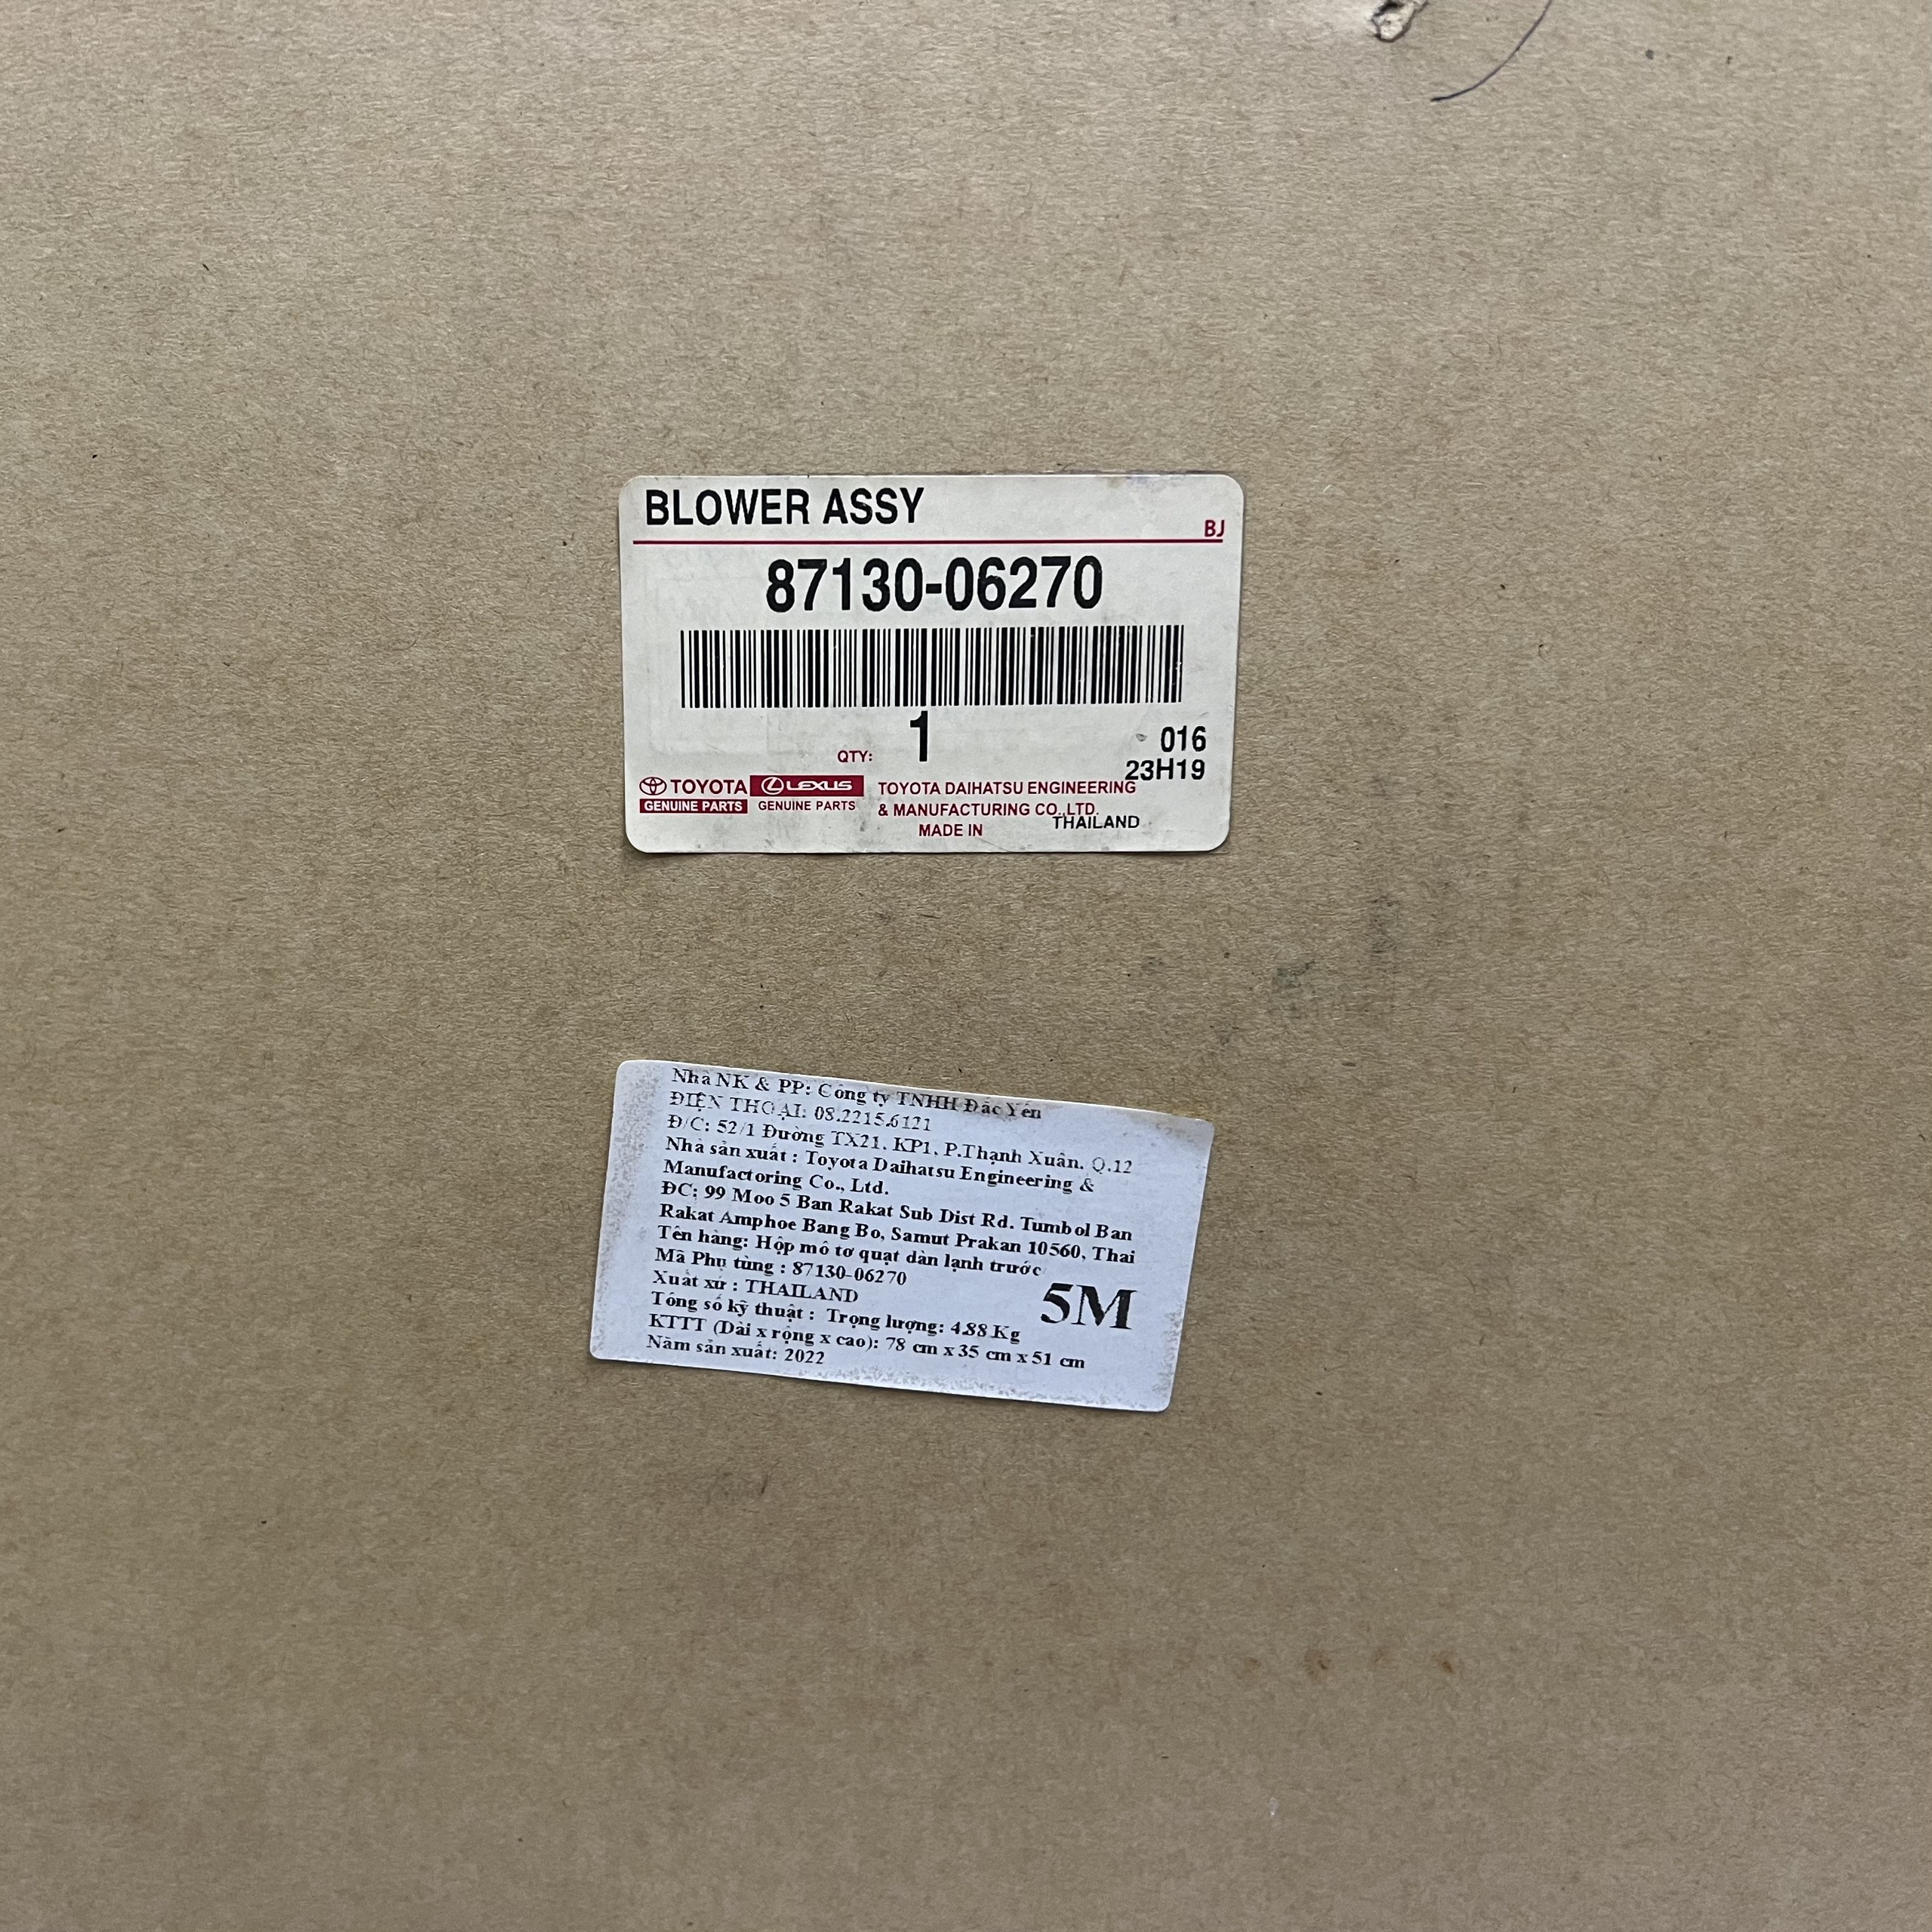 BLOWER ASSY
BJ
87130-06270
QTY: 1
016
23H19
TOYOTA
GENUINE PARTS
LEXUS
GENUINE PARTS
TOYOTA DAIHATSU ENGINEERING
& MANUFACTURING CO.,LTD.
MADE IN THAILAND
Nhà NK & PP: Công ty TNHH Đắc Yến
ĐIỆN THOẠI: 08.2215.6121
Đ/C: 52/1 Đường TX21, KP1, P.Thạnh Xuân, Q.12
Nhà sản xuất : Toyota Daihatsu Engineering &
Manufactoring Co., Ltd.
ĐC: 99 Moo 5 Ban Rakat Sub Dist Rd. Tumbol Ban
Rakat Amphoe Bang Bo, Samut Prakan 10560, Thai
Tên hàng: Hộp mô tơ quạt dàn lạnh trước
Mã Phụ tùng : 87130-06270
Xuất xứ : THAILAND
5M
Tông số kỹ thuật : Trọng lượng: 4.88 Kg
KTTT (Dài x rộng x cao): 78 cm x 35 cm x 51 cm
Năm sản xuất: 2022